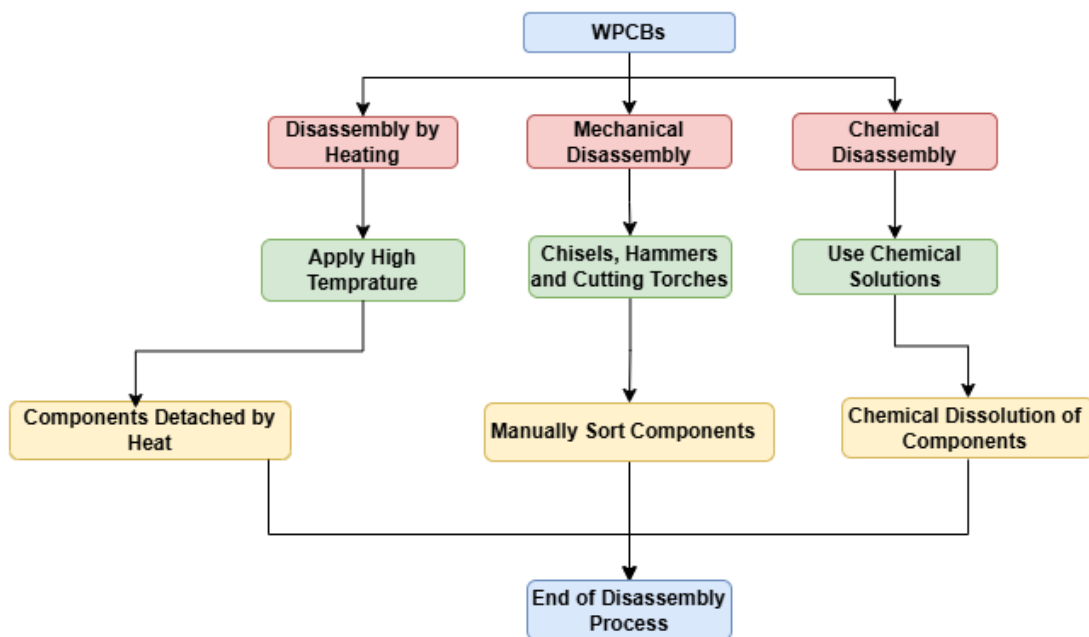 WPCBs
Disassembly by
Heating
Mechanical
Disassembly
Chemical
Disassembly
Apply High
Temprature
Chisels, Hammers
and Cutting Torches
Use Chemical
Solutions
Components Detached by
Heat
Manually Sort Components
Chemical Dissolution of
Components
End of Disassembly
Process